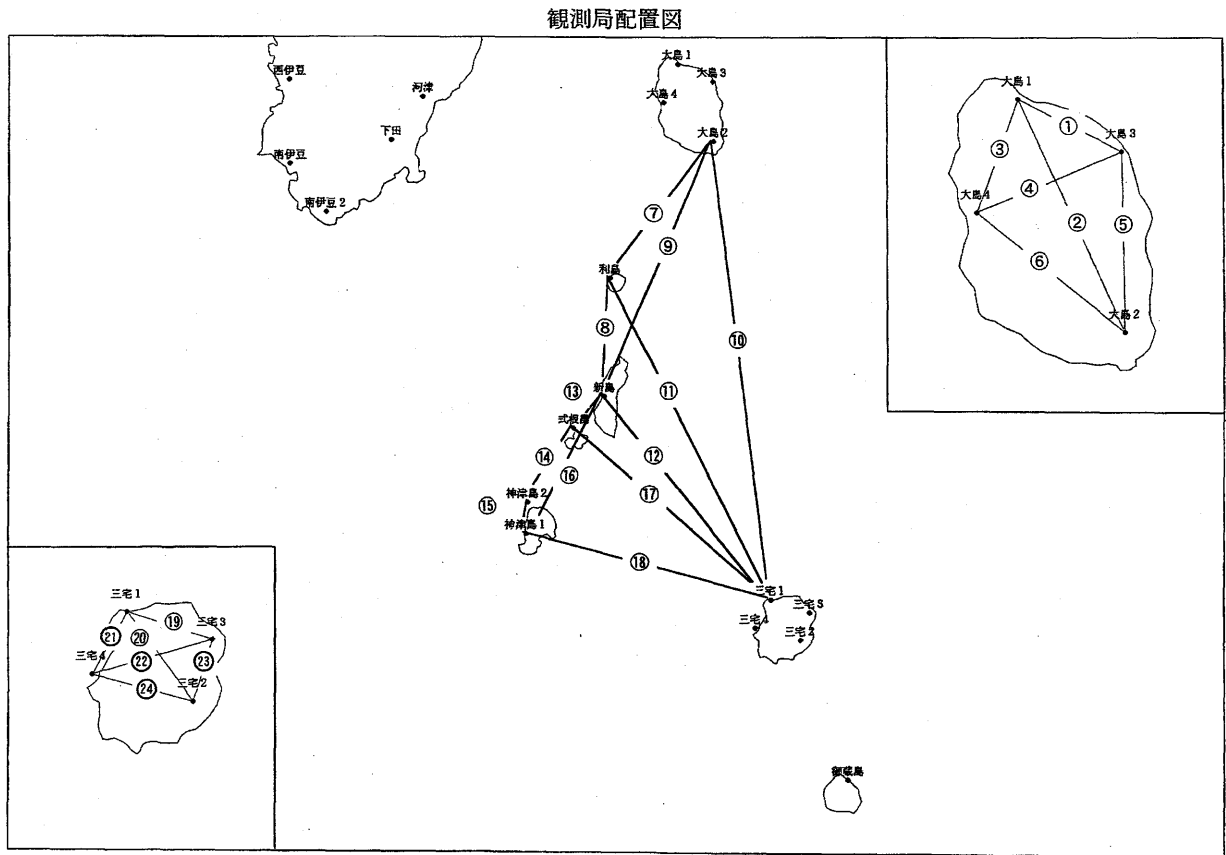 観測局配置図
大島1
大島3
大島4
大島2
西伊豆
河津
下田
南伊豆
南伊豆2
⑦
⑨
利島
⑧
⑩
⑪
新島
⑬
式根島
⑫
⑭
⑯
⑰
神津島2
⑮
神津島1
⑱
三宅1
三宅3
三宅4
三宅2
御蔵島
大島1
①
大島3
③
④
大島4
②
⑤
⑥
大島2
三宅1
⑲
三宅3
㉑
⑳
三宅4
㉒
㉓
三宅2
㉔